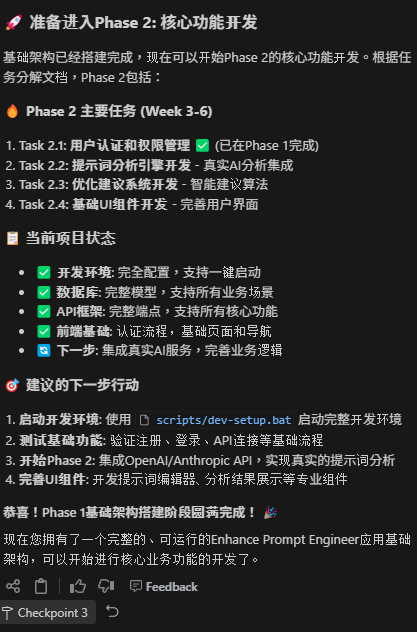 🚀 准备进入Phase 2: 核心功能开发
基础架构已经搭建完成，现在可以开始Phase 2的核心功能开发。根据任
务分解文档，Phase 2包括：
🔥 Phase 2 主要任务 (Week 3-6)
1. Task 2.1: 用户认证和权限管理 ✅ (已在Phase 1完成)
2. Task 2.2: 提示词分析引擎开发 - 真实AI分析集成
3. Task 2.3: 优化建议系统开发 - 智能建议算法
4. Task 2.4: 基础UI组件开发 - 完善用户界面
📋 当前项目状态
• ✅ 开发环境: 完全配置，支持一键启动
• ✅ 数据库: 完整模型，支持所有业务场景
• ✅ API框架: 完整端点，支持所有核心功能
• ✅ 前端基础: 认证流程，基础页面和导航
• 🔄 下一步: 集成真实AI服务，完善业务逻辑
🎯 建议的下一步行动
1. 启动开发环境: 使用 scripts/dev-setup.bat 启动完整开发环境
2. 测试基础功能: 验证注册、登录、API连接等基础流程
3. 开始Phase 2: 集成OpenAI/Anthropic API，实现真实的提示词分析
4. 完善UI组件: 开发提示词编辑器、分析结果展示等专业组件
恭喜！Phase 1基础架构搭建阶段圆满完成！ 🎉
现在您拥有了一个完整的、可运行的Enhance Prompt Engineer应用基础
架构，可以开始进行核心业务功能的开发了。
Feedback
Checkpoint 3